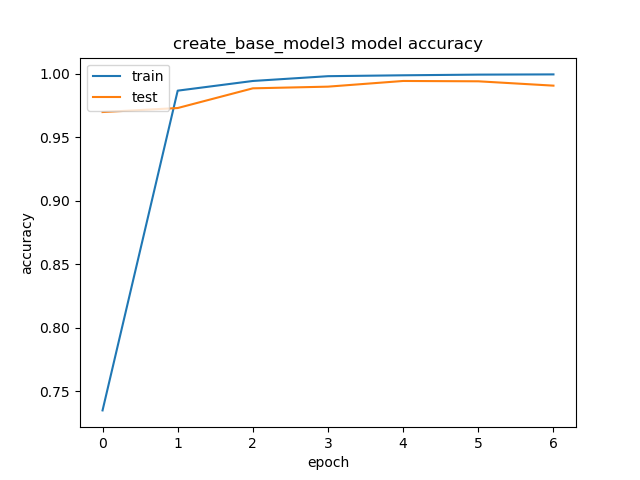 create_base_model3 model accuracy
train
test
1.00
0.95
0.90
0.85
0.80
0.75
accuracy
0 1 2 3 4 5 6
epoch